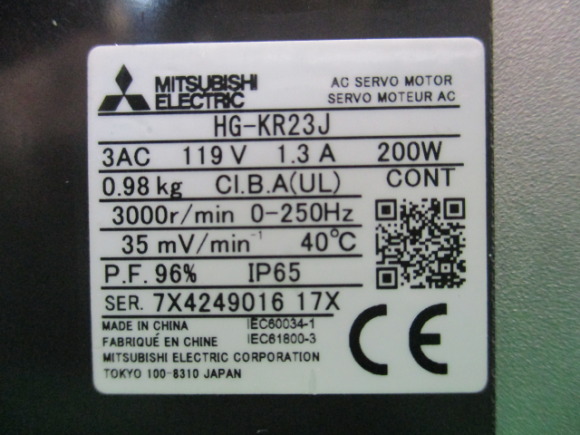 MITSUBISHI ELECTRIC
AC SERVO MOTOR
SERVO MOTEUR AC
HG-KR23J
3AC 119 V 1.3 A 200W
0.98 kg CI.B.A(UL) CONT
3000r/min 0-250Hz
35 mV/min⁻¹ 40℃
P.F. 96% IP65
SER. 7X4249016 17X
MADE IN CHINA IEC60034-1
FABRIQUÉ EN CHINE IEC61800-3
MITSUBISHI ELECTRIC CORPORATION
TOKYO 100-8310 JAPAN
CE